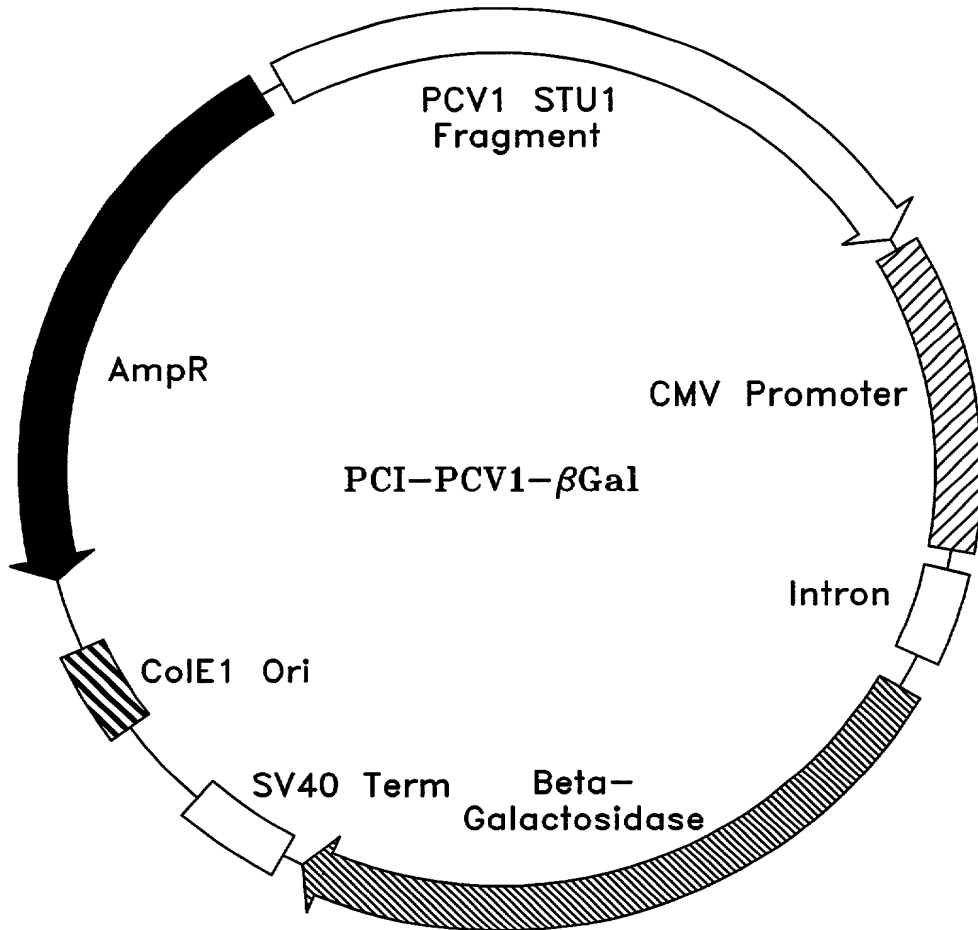 PCV1 STU1
Fragment
AmpR
CMV Promoter
PCI-PCV1-βGal
Intron
ColE1 Ori
SV40 Term
Beta-
Galactosidase